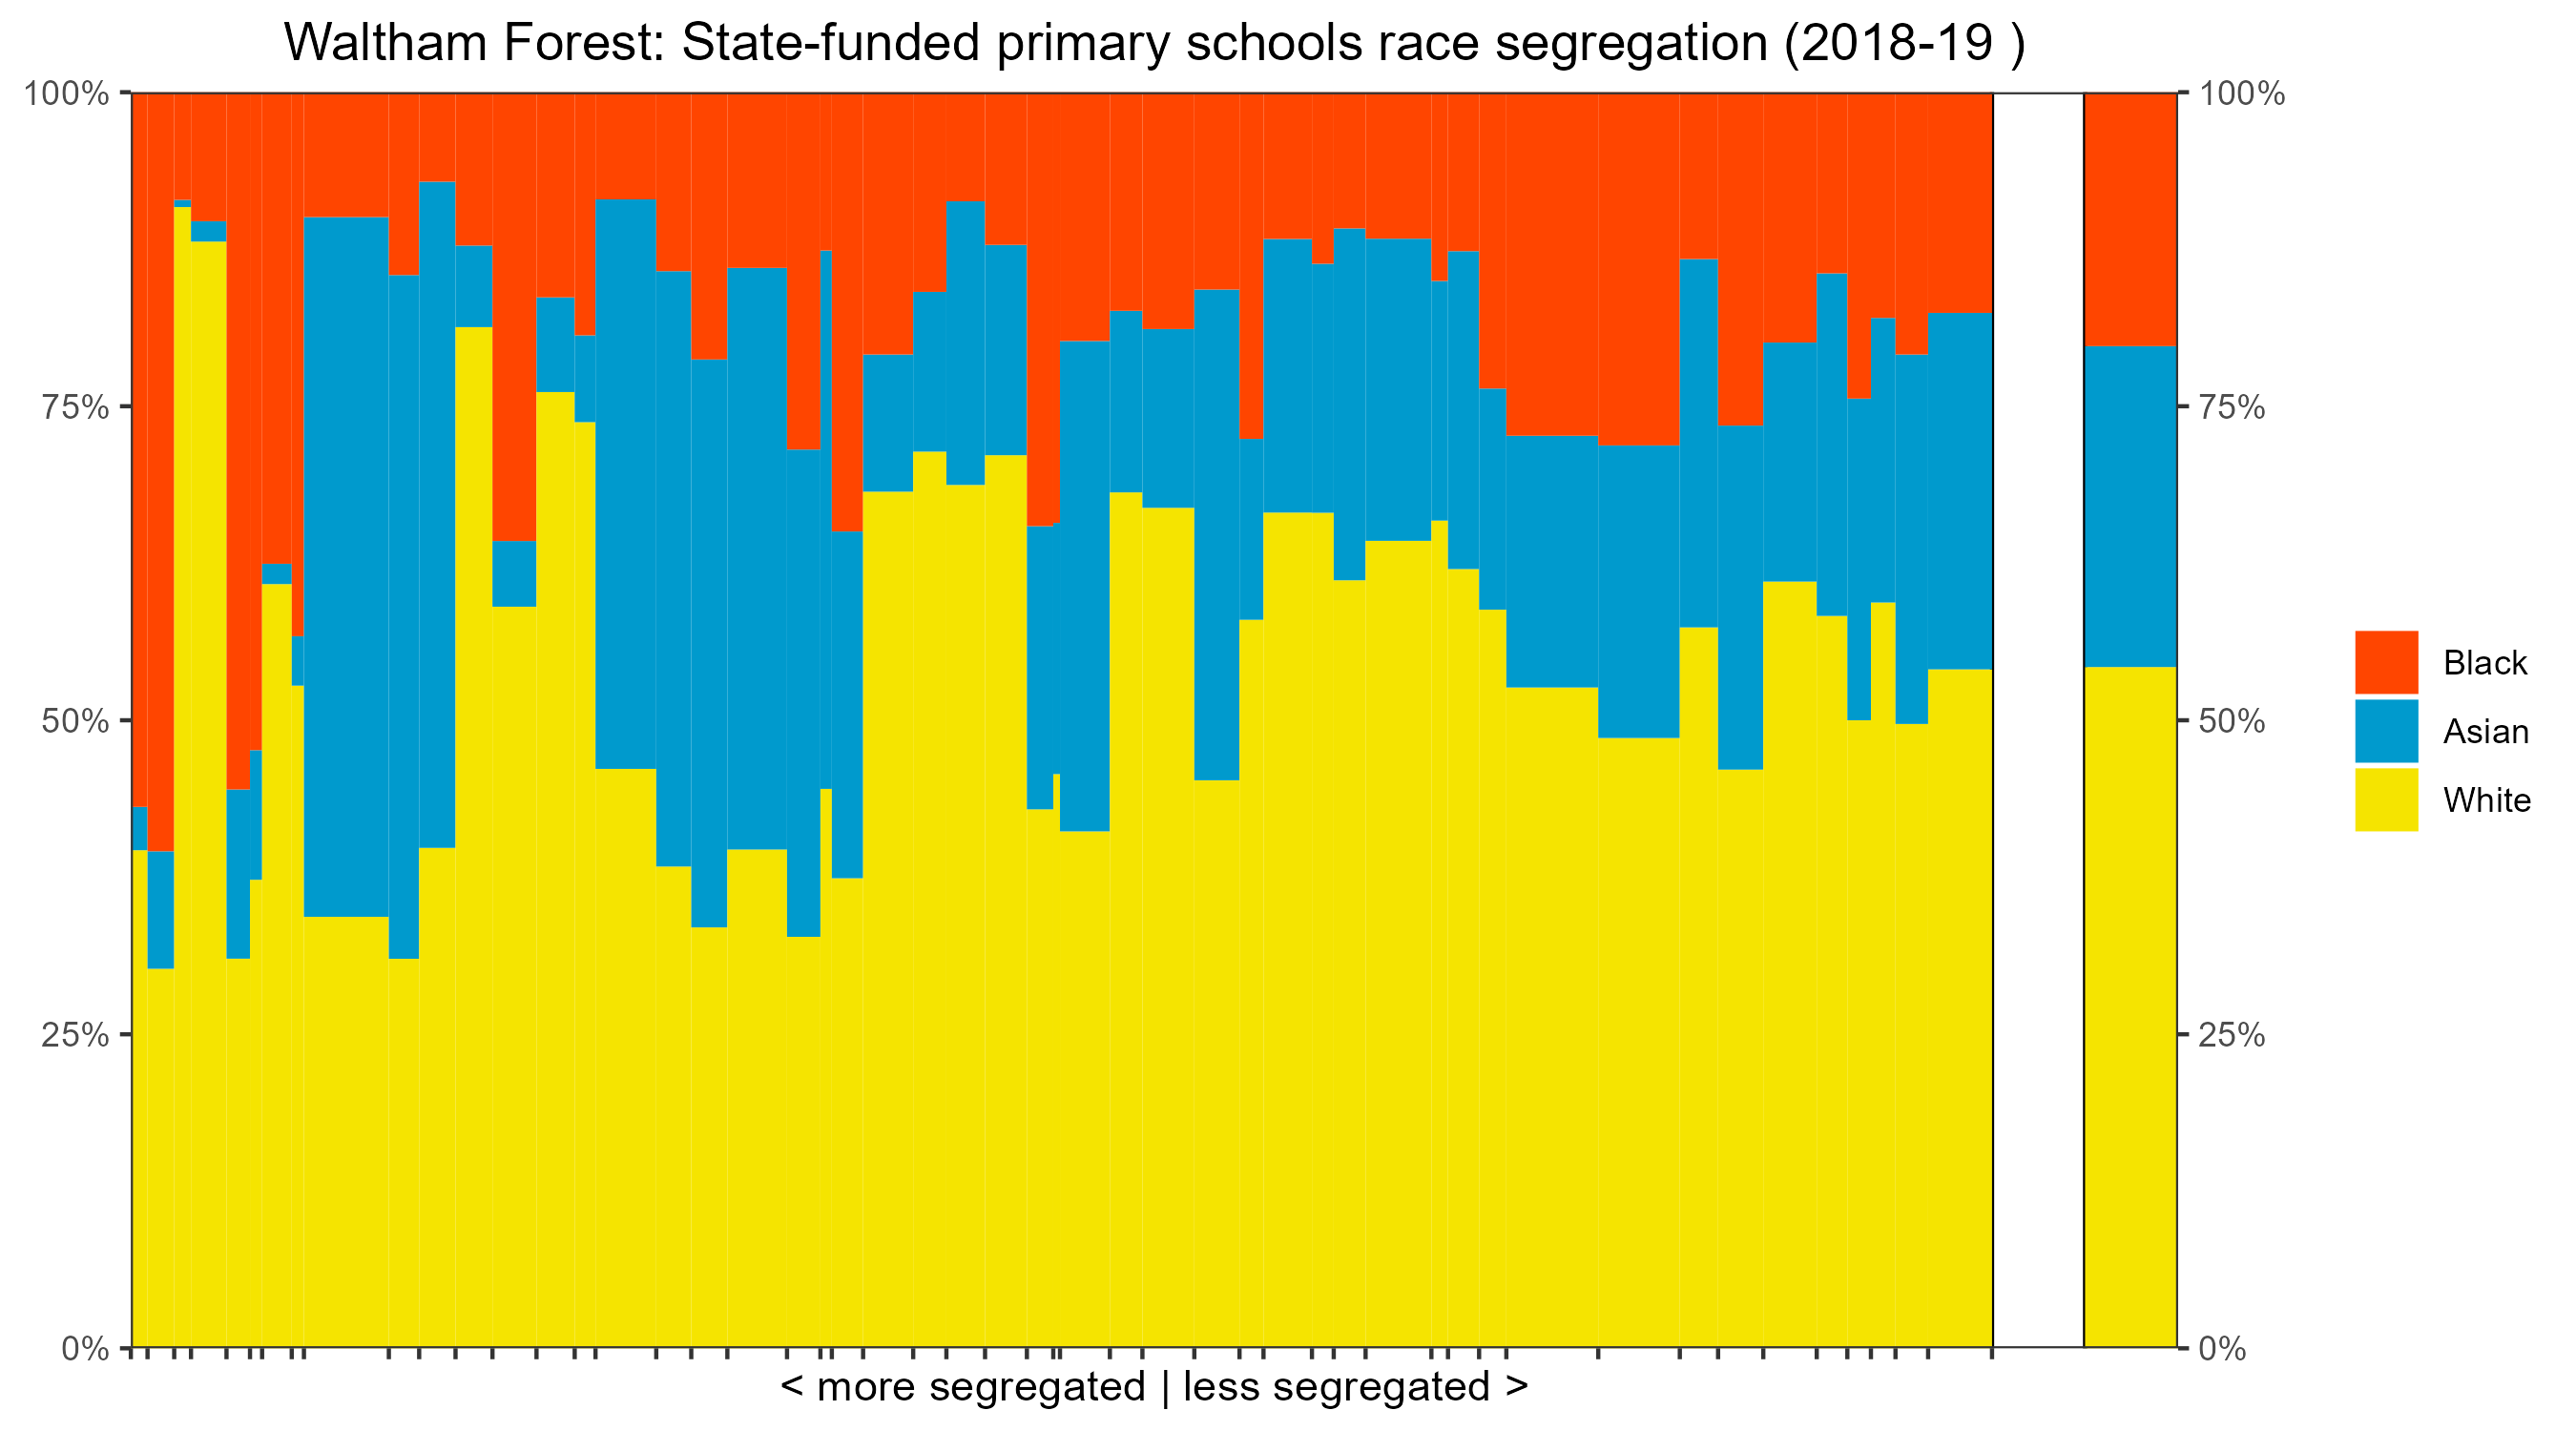 Waltham Forest: State-funded primary schools race segregation (2018-19 )
100%
75%
50%
25%
0%
100%
75%
50%
25%
0%
Black
Asian
White
< more segregated | less segregated >